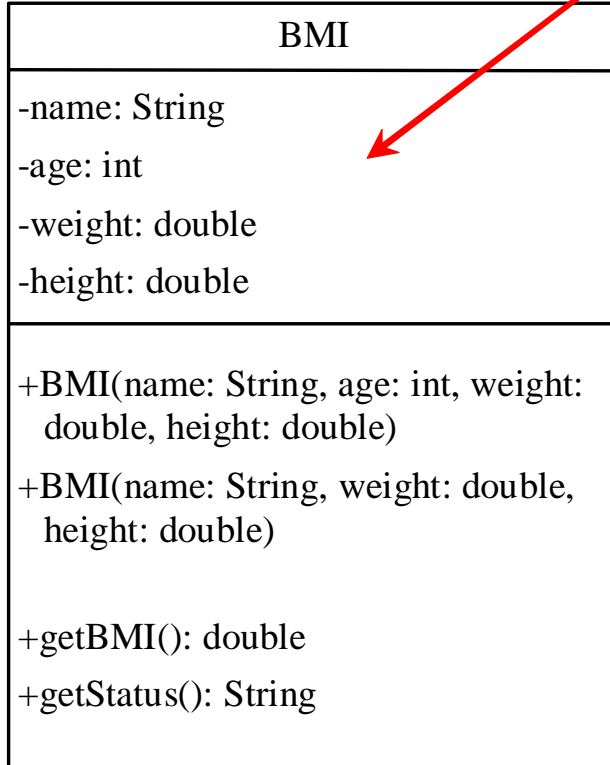 BMI
-name: String
-age: int
-weight: double
-height: double
+BMI(name: String, age: int, weight:
double, height: double)
+BMI(name: String, weight: double,
height: double)
+getBMI(): double
+getStatus(): String